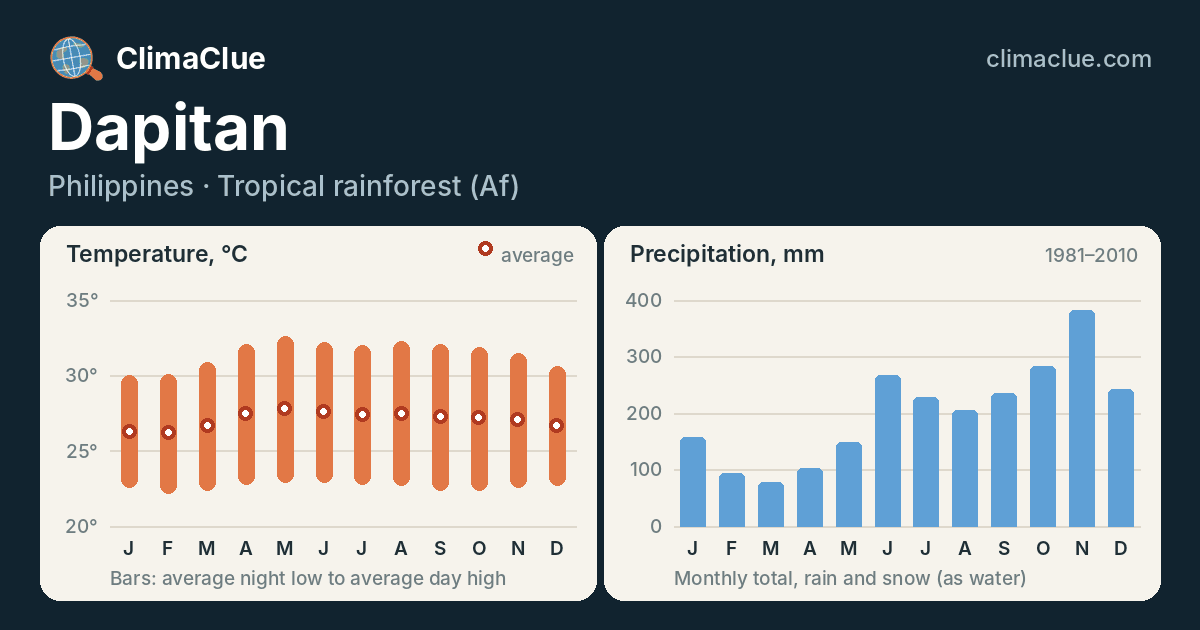 ClimaClue
climaclue.com
Dapitan
Philippines · Tropical rainforest (Af)
Temperature, °C
average
35°
30°
25°
20°
J F M A M J J A S O N D
Bars: average night low to average day high
Precipitation, mm
1981–2010
400
300
200
100
0
J F M A M J J A S O N D
Monthly total, rain and snow (as water)